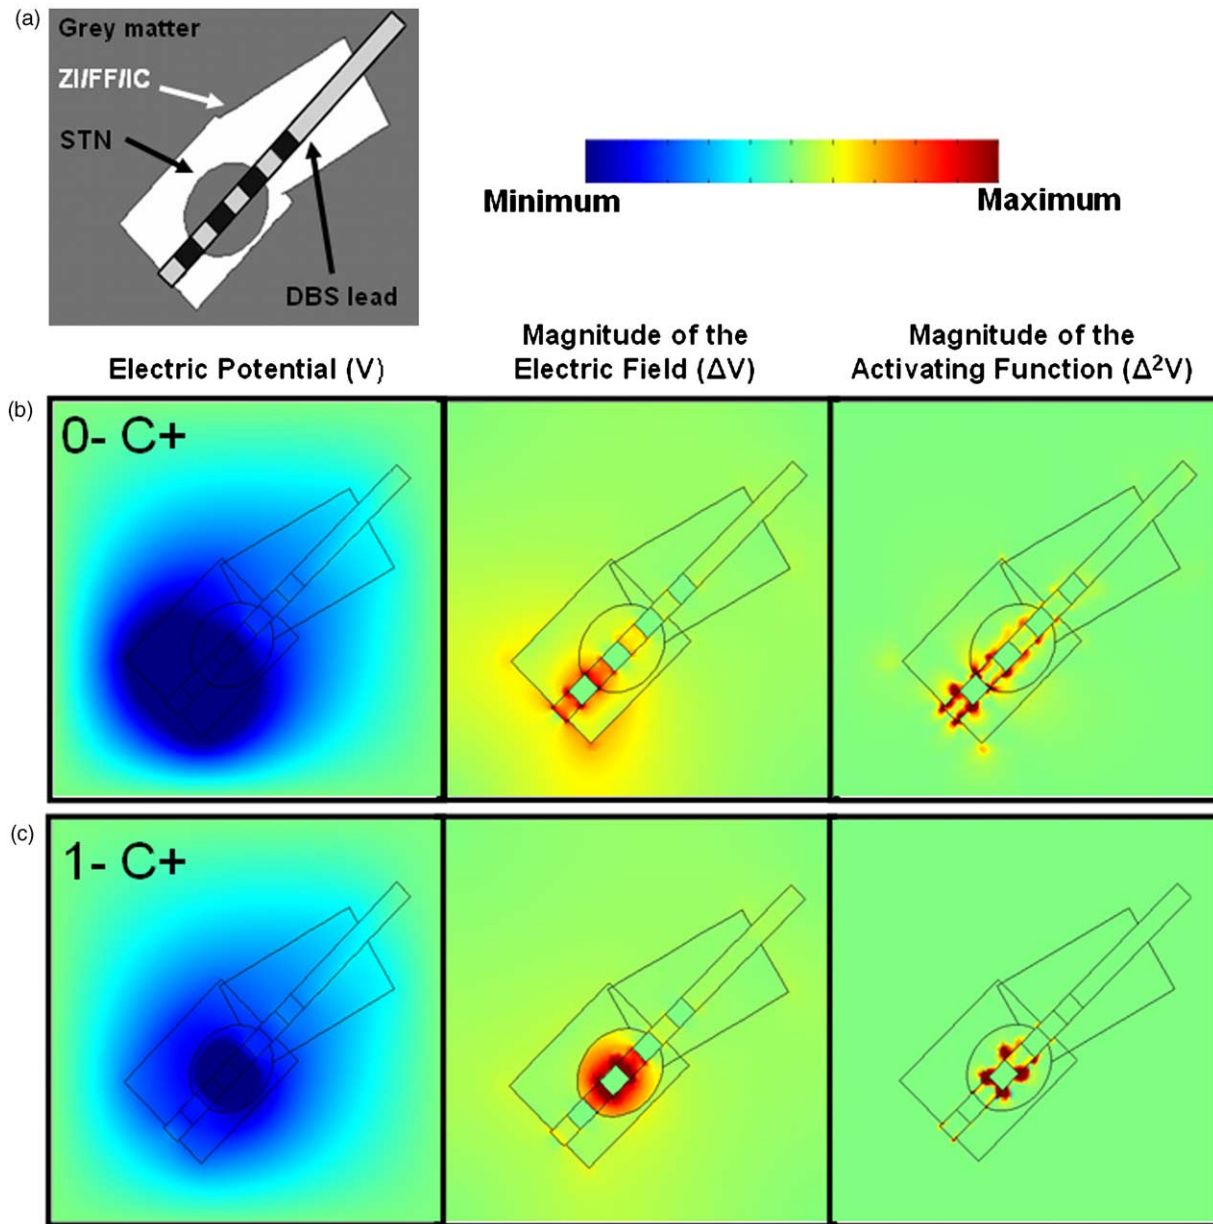 (a)
Grey matter
ZI/FF/IC
STN
DBS lead
Minimum
Maximum
Electric Potential (V)
Magnitude of the
Electric Field (ΔV)
Magnitude of the
Activating Function (Δ²V)
(b)
0- C+
(c)
1- C+